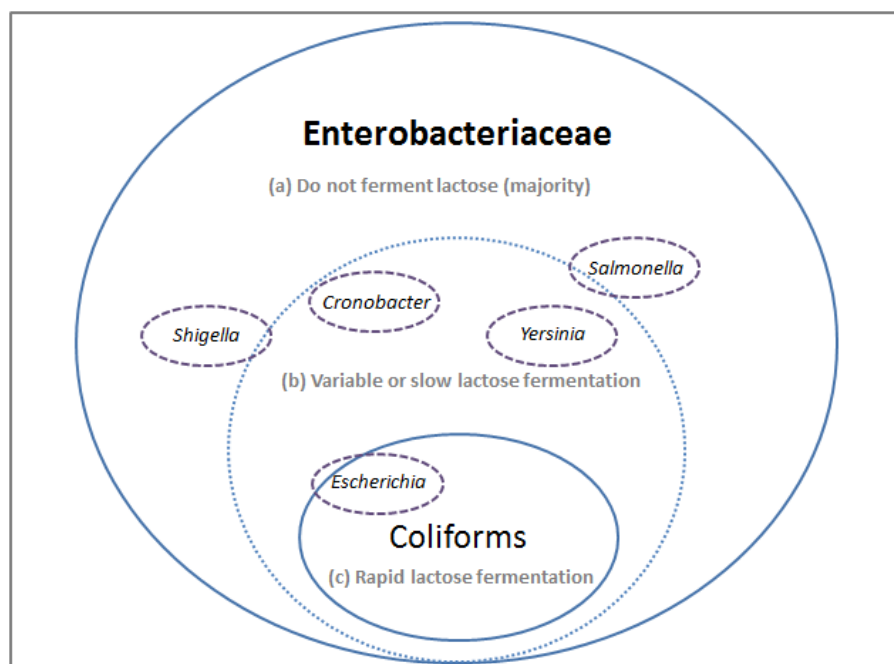 Enterobacteriaceae
(a) Do not ferment lactose (majority)
Salmonella
Cronobacter
Shigella
Yersinia
(b) Variable or slow lactose fermentation
Escherichia
Coliforms
(c) Rapid lactose fermentation